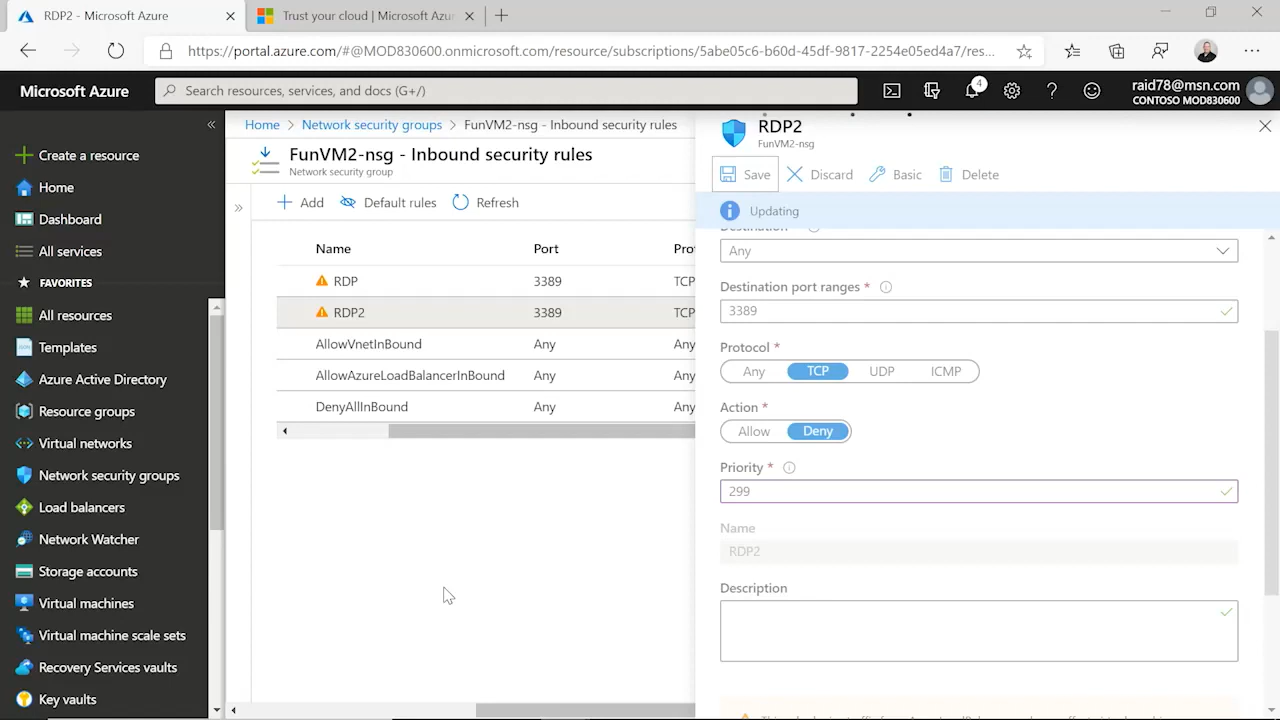 RDP2 - Microsoft Azure
Trust your cloud | Microsoft Azu
https://portal.azure.com/#@MOD830600.onmicrosoft.com/resource/subscriptions/5abe05c6-b60d-45df-9817-2254e05ed4a7/res...
Microsoft Azure
Search resources, services, and docs (G+/)
4
raid78@msn.com
CONTOSO MOD830600
Create a resource
Home
Dashboard
All services
FAVORITES
All resources
Templates
Azure Active Directory
Resource groups
Virtual networks
Network security groups
Load balancers
Network Watcher
Storage accounts
Virtual machines
Virtual machine scale sets
Recovery Services vaults
Key vaults
Home > Network security groups > FunVM2-nsg - Inbound security rules
FunVM2-nsg - Inbound security rules
Network security group
Add Default rules Refresh
Name Port Pro
RDP 3389 TCP
RDP2 3389 TCP
AllowVnetInBound Any Any
AllowAzureLoadBalancerInBound Any Any
DenyAllInBound Any Any
RDP2
FunVM2-nsg
Save Discard Basic Delete
Updating
Destination
Any
Destination port ranges *
3389
Protocol *
Any TCP UDP ICMP
Action *
Allow Deny
Priority *
299
Name
RDP2
Description